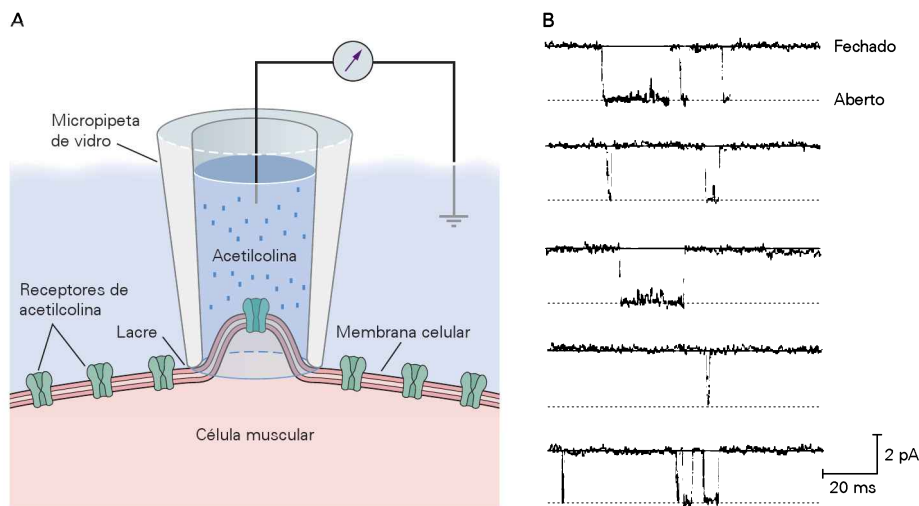 A
Micropipeta
de vidro
Acetilcolina
Receptores de
acetilcolina
Lacre
Membrana celular
Célula muscular
B
Fechado
Aberto
2 pA
20 ms